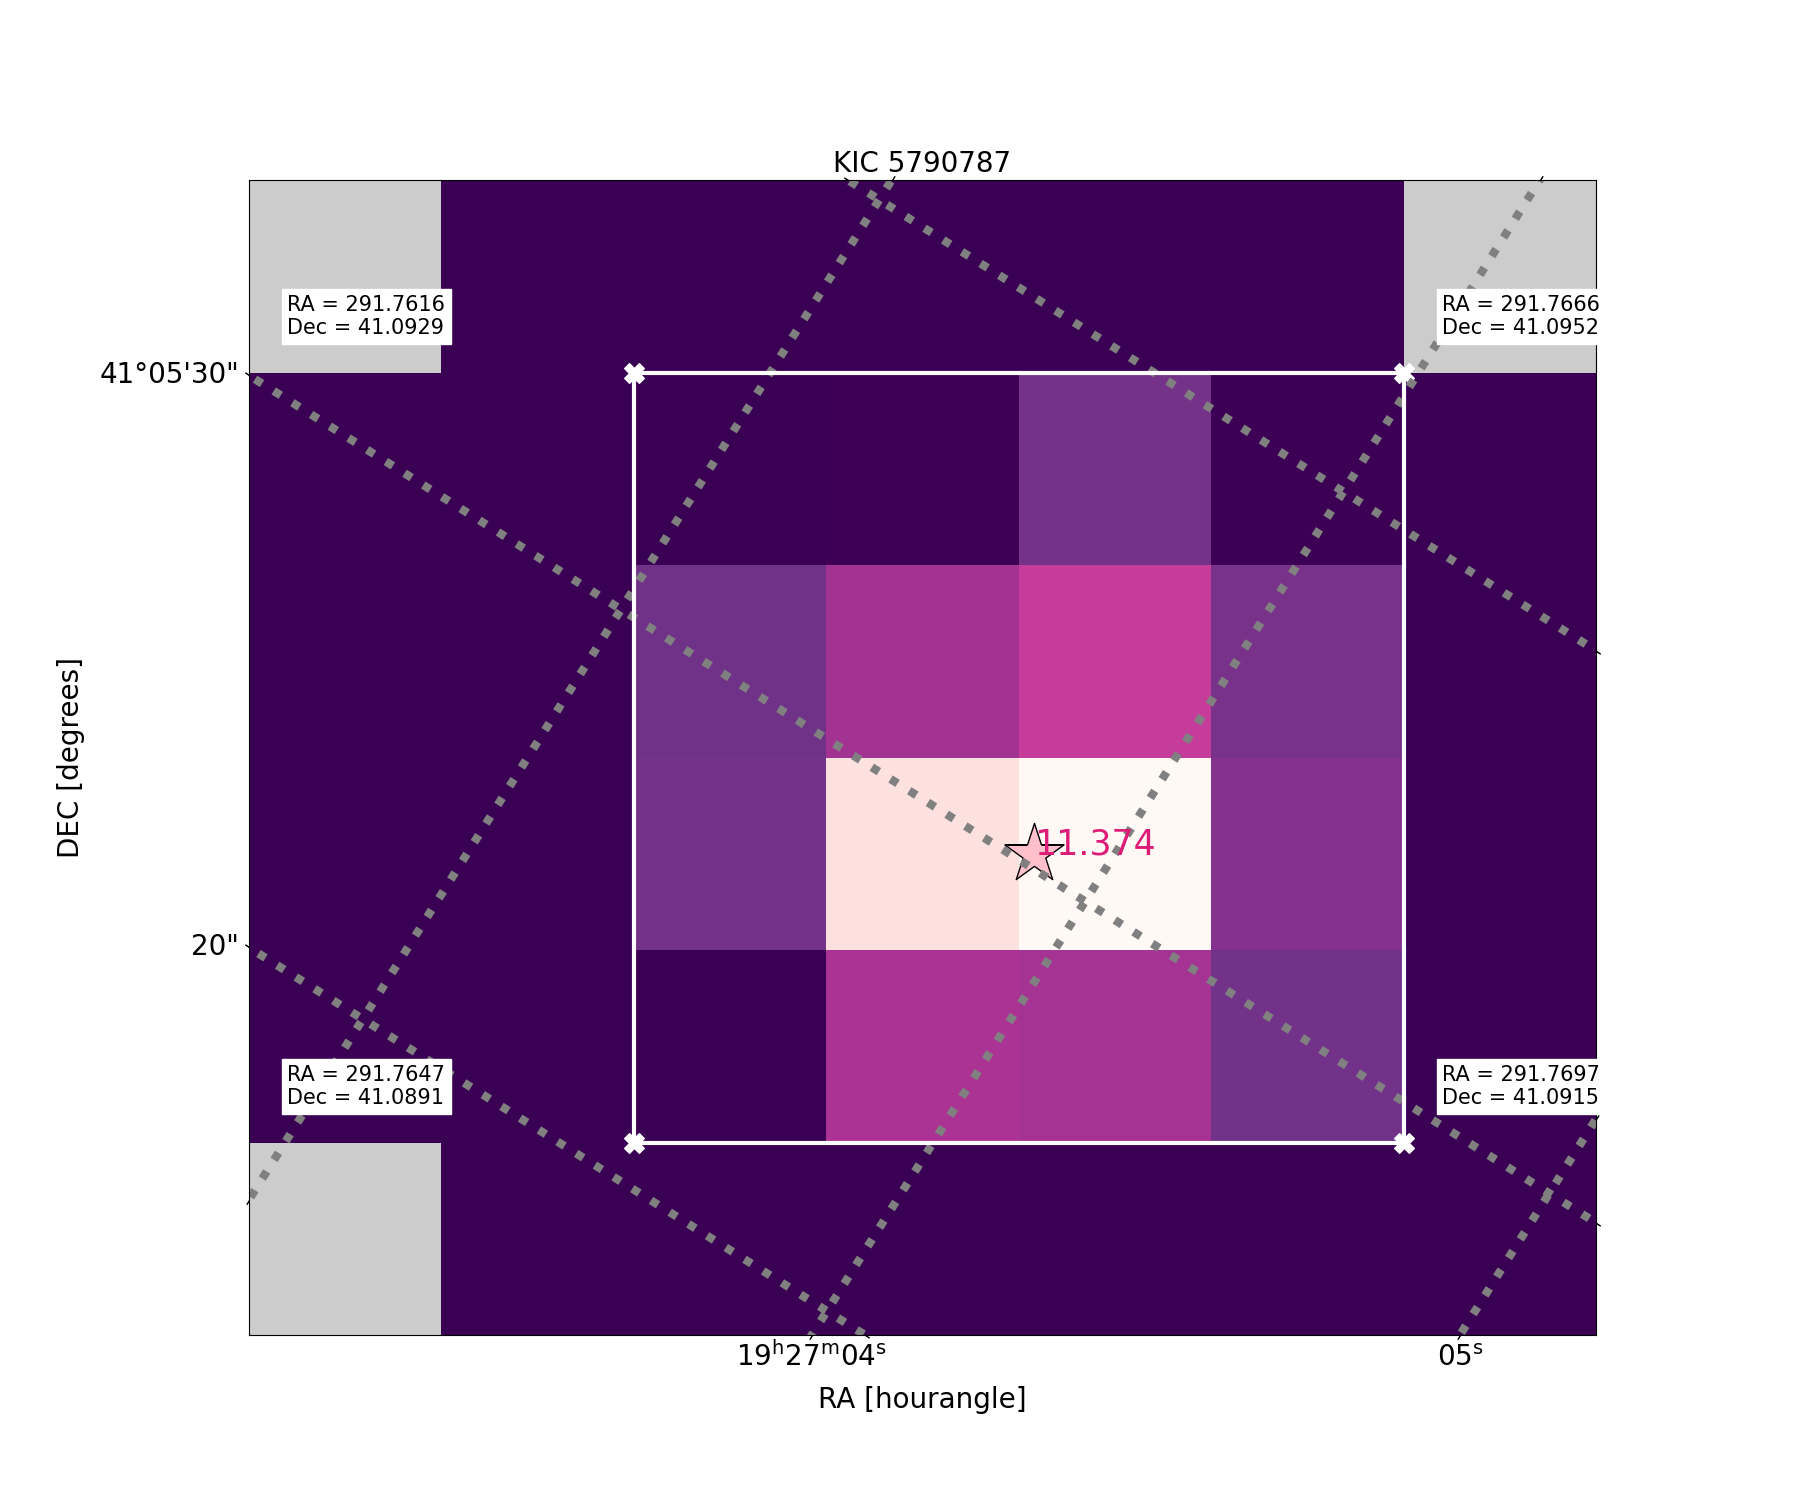 KIC 5790787
RA = 291.7616
Dec = 41.0929
RA = 291.7666
Dec = 41.0952
41°05'30"
11.374
DEC [degrees]
20"
RA = 291.7647
Dec = 41.0891
RA = 291.7697
Dec = 41.0915
19h27m04s
05s
RA [hourangle]